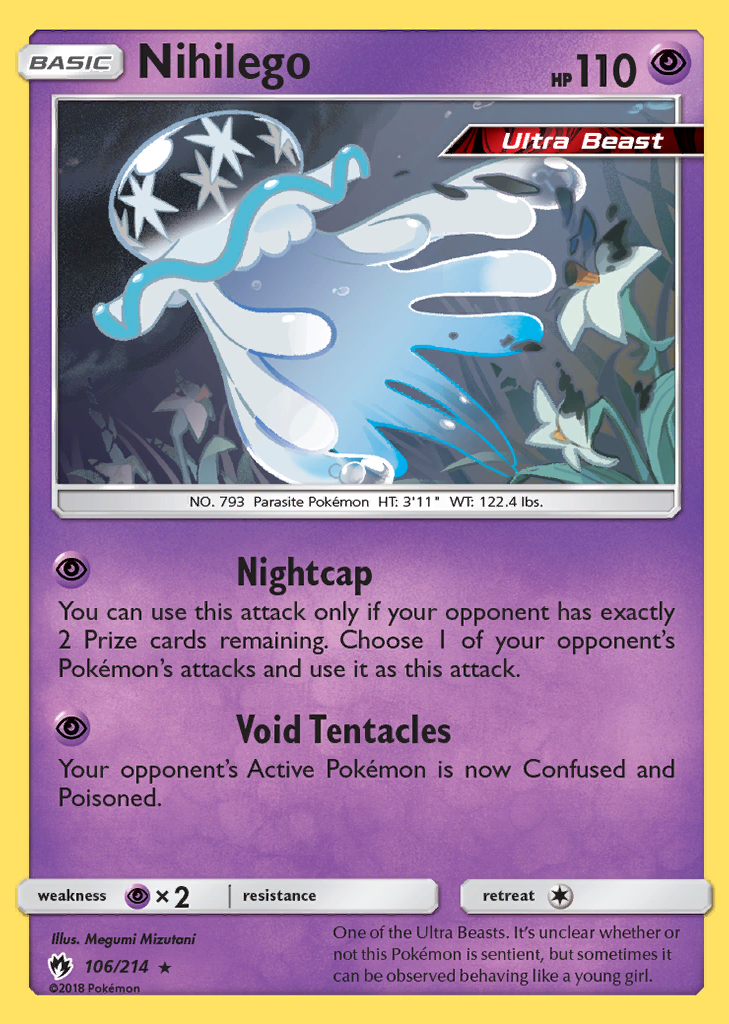 BASIC Nihilego HP 110
Ultra Beast
NO. 793 Parasite Pokémon HT: 3'11" WT: 122.4 lbs.
Nightcap
You can use this attack only if your opponent has exactly
2 Prize cards remaining. Choose 1 of your opponent's
Pokémon's attacks and use it as this attack.
Void Tentacles
Your opponent's Active Pokémon is now Confused and
Poisoned.
weakness ×2 resistance retreat
Illus. Megumi Mizutani
106/214 ★
©2018 Pokémon
One of the Ultra Beasts. It's unclear whether or
not this Pokémon is sentient, but sometimes it
can be observed behaving like a young girl.